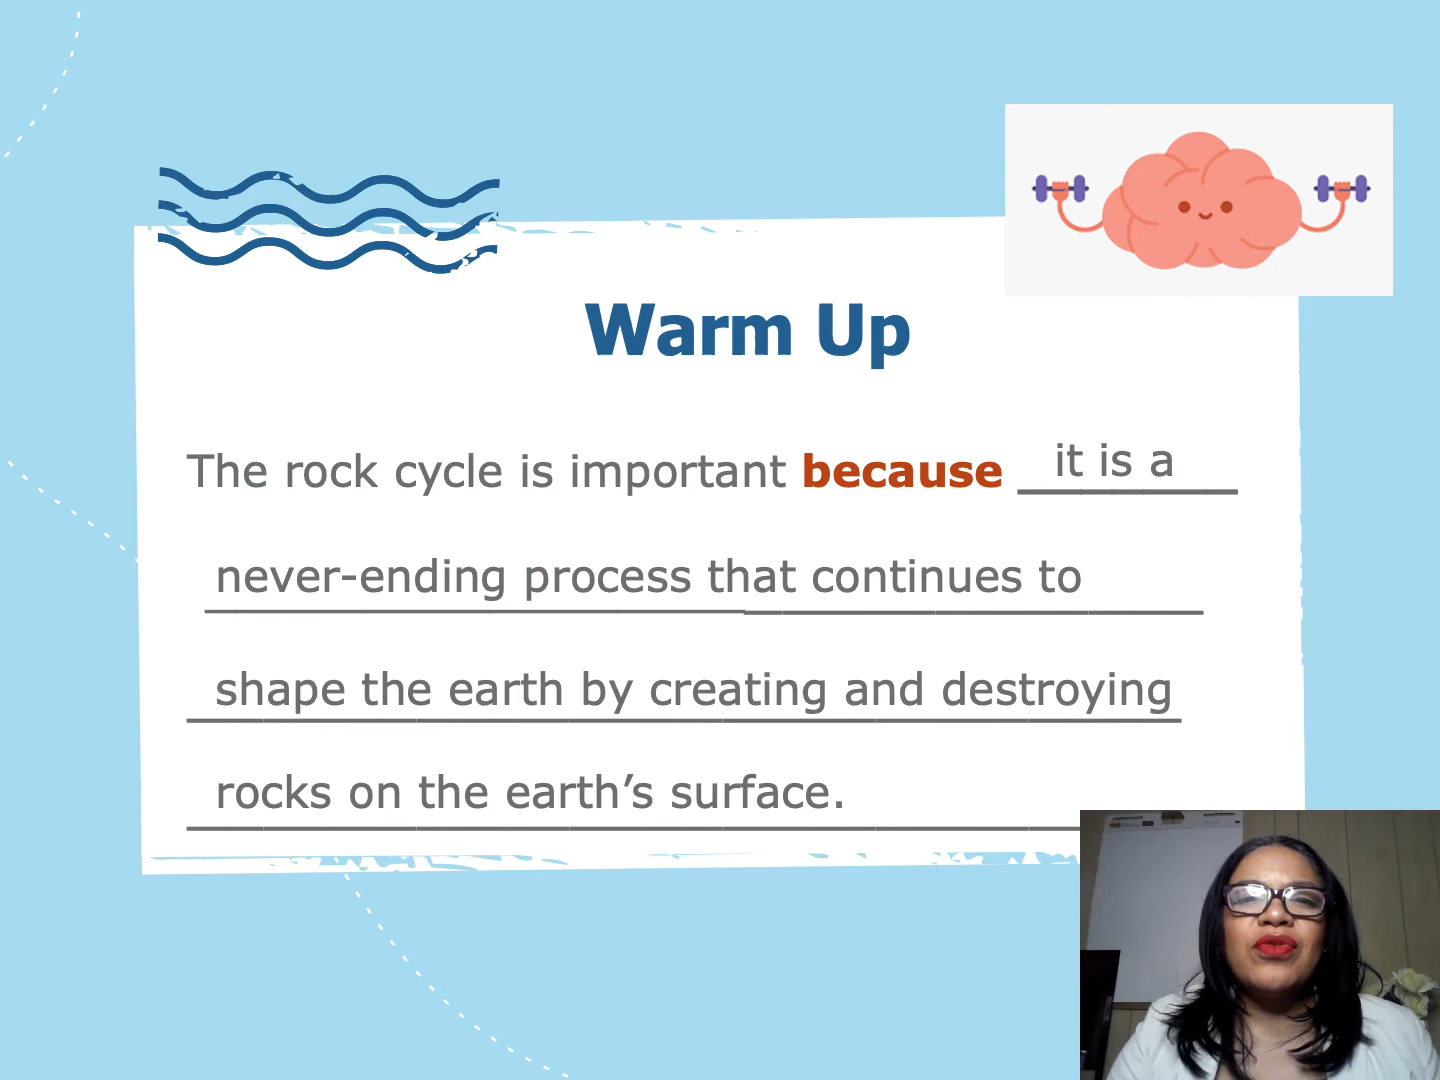 Warm Up
The rock cycle is important because it is a
never-ending process that continues to
shape the earth by creating and destroying
rocks on the earth’s surface.